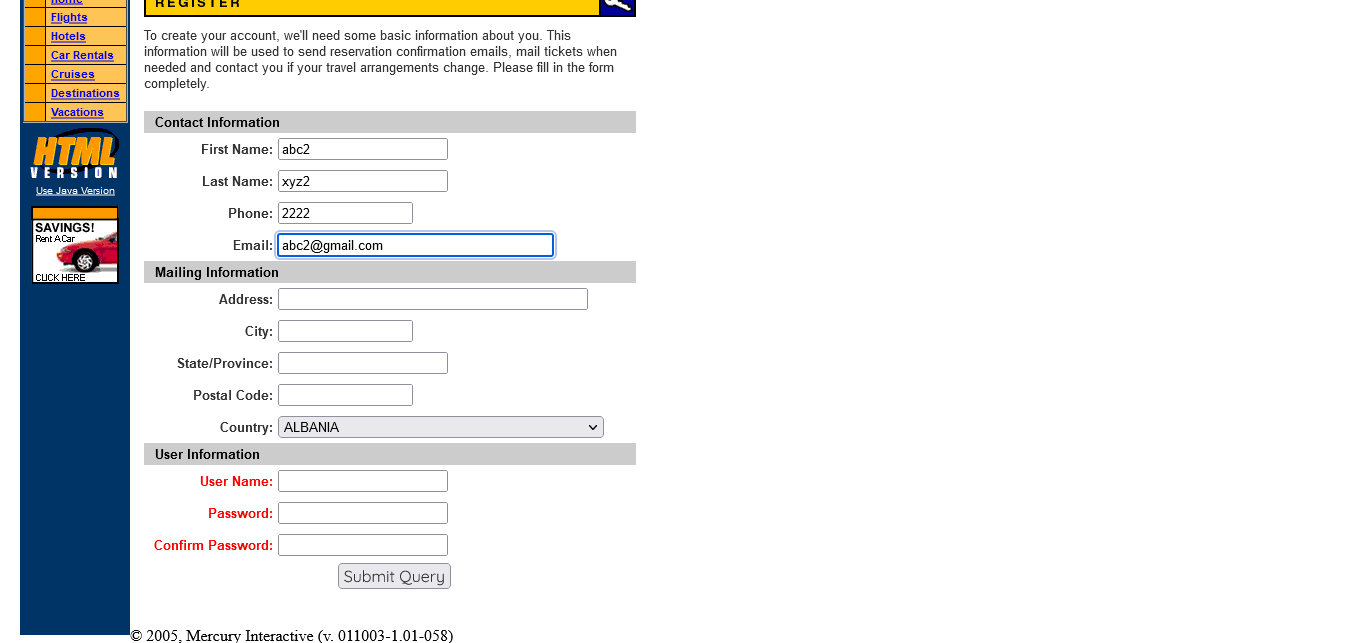 Home
REGISTER
Flights
Hotels
Car Rentals
Cruises
Destinations
Vacations
HTML
VERSION
Use Java Version
SAVINGS!
Rent A Car
CLICK HERE
To create your account, we'll need some basic information about you. This
information will be used to send reservation confirmation emails, mail tickets when
needed and contact you if your travel arrangements change. Please fill in the form
completely.
Contact Information
First Name: abc2
Last Name: xyz2
Phone: 2222
Email: abc2@gmail.com
Mailing Information
Address:
City:
State/Province:
Postal Code:
Country: ALBANIA
User Information
User Name:
Password:
Confirm Password:
Submit Query
© 2005, Mercury Interactive (v. 011003-1.01-058)